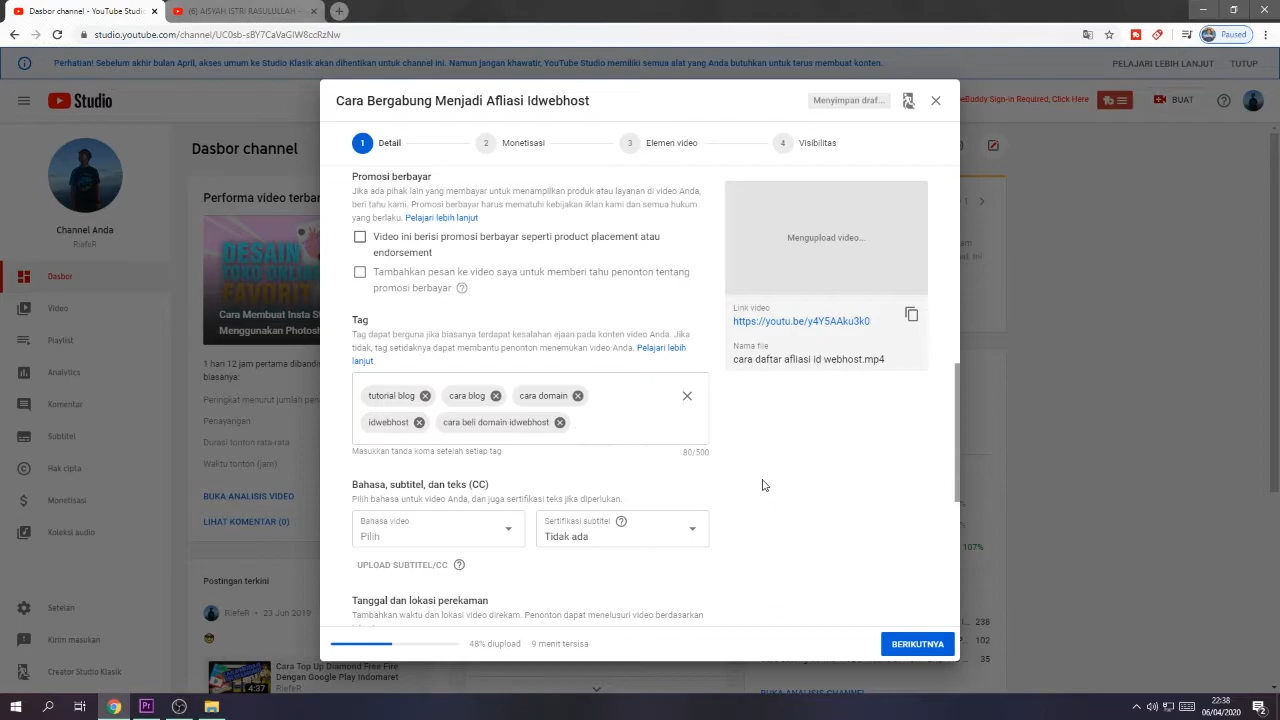 Dasbor channel - YouTube Studio
AISYAH ISTRI RASULULLAH -
studio.youtube.com/channel/UC0sb-sBY7CaVaGIW8ccRzNw
Paused
Perhatian! Sebelum akhir bulan April, akses umum ke Studio Klasik akan dihentikan untuk channel ini. Namun jangan khawatir, YouTube Studio memiliki semua alat yang Anda butuhkan untuk terus membuat konten.
PELAJARI LEBIH LANJUT
TUTUP
Studio
eBuddy Sign-In Required, Click Here
BUAT
Channel Anda
RiefeR
Dasbor
Video
Playlist
Analytics
Komentar
Subtitel
Hak cipta
Monetisasi
Koleksi audio
Setelan
Kirim masukan
Creator Studio Klasik
Dasbor channel
Performa video terbar
DESAIN
TOKO ONLINE
FAVORIT
Cara Membuat Insta S
Menggunakan Photosh
1 hari 12 jam pertama
biasanya:
Peringkat menurut jumlah penay
Penayangan
Durasi tonton rata-rata
Waktu tonton (jam)
BUKA ANALISIS VIDEO
LIHAT KOMENTAR (0)
Postingan terkini
RiefeR • 23 Jun 2019
Cara Top Up Diamond Free Fire
Dengan Google Play Indomaret
RiefeR
4:37
Cara Bergabung Menjadi Afliasi Idwebhost
Menyimpan draf...
1 Detail
2 Monetisasi
3 Elemen video
4 Visibilitas
Promosi berbayar
Jika ada pihak lain yang membayar untuk menampilkan produk atau layanan di video Anda,
beri tahu kami. Promosi berbayar harus mematuhi kebijakan iklan kami dan semua hukum
yang berlaku. Pelajari lebih lanjut
Video ini berisi promosi berbayar seperti product placement atau
endorsement
Tambahkan pesan ke video saya untuk memberi tahu penonton tentang
promosi berbayar
Tag
Tag dapat berguna jika biasanya terdapat kesalahan ejaan pada konten video Anda. Jika
tidak, tag setidaknya dapat membantu penonton menemukan video Anda. Pelajari lebih
lanjut
tutorial blog
cara blog
cara domain
idwebhost
cara beli domain idwebhost
Masukkan tanda koma setelah setiap tag
80/500
Bahasa, subtitel, dan teks (CC)
Pilih bahasa untuk video Anda, dan juga sertifikasi teks jika diperlukan.
Bahasa video
Pilih
Sertifikasi subtitel
Tidak ada
UPLOAD SUBTITEL/CC
Tanggal dan lokasi perekaman
Tambahkan waktu dan lokasi video direkam. Penonton dapat menelusuri video berdasarkan
Mengupload video...
Link video
https://youtu.be/y4Y5AAku3k0
Nama file
cara daftar afliasi id webhost.mp4
48% diupload
9 menit tersisa
BERIKUTNYA
/ 1
107%
238
102
35
BUKA ANALISIS CHANNEL
22:38
06/04/2020
2